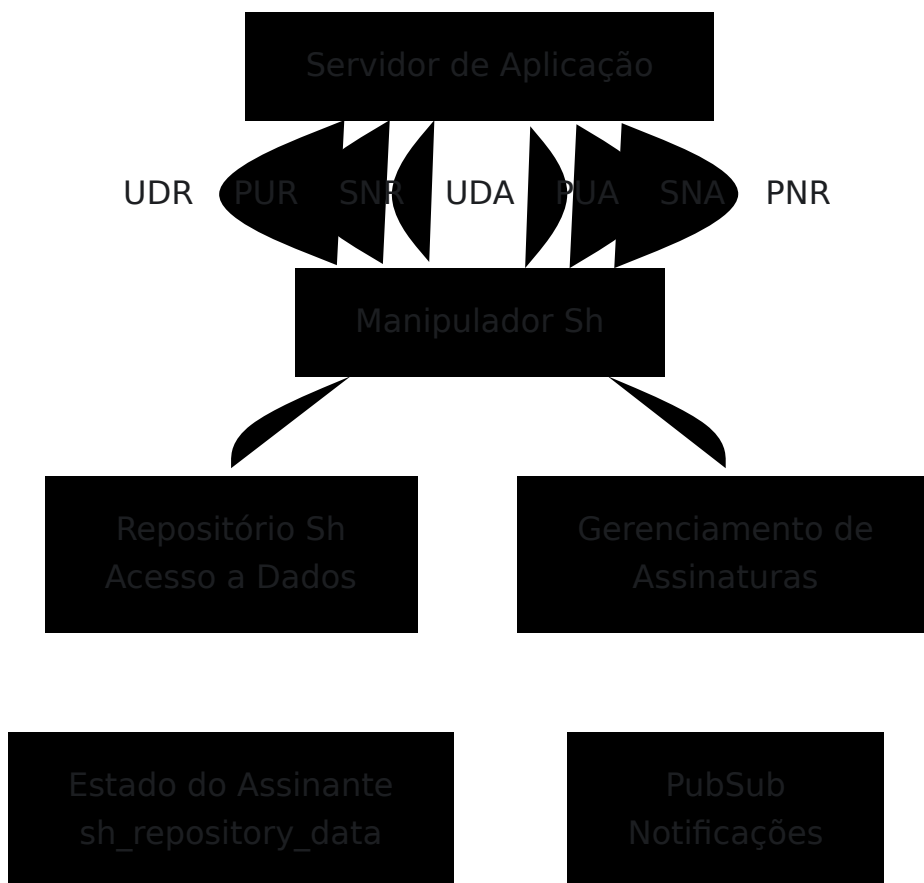 Servidor de Aplicação
UDR PUR SNR UDA PUA SNA PNR
Manipulador Sh
Repositório Sh
Acesso a Dados
Gerenciamento de
Assinaturas
Estado do Assinante
sh_repository_data
PubSub
Notificações